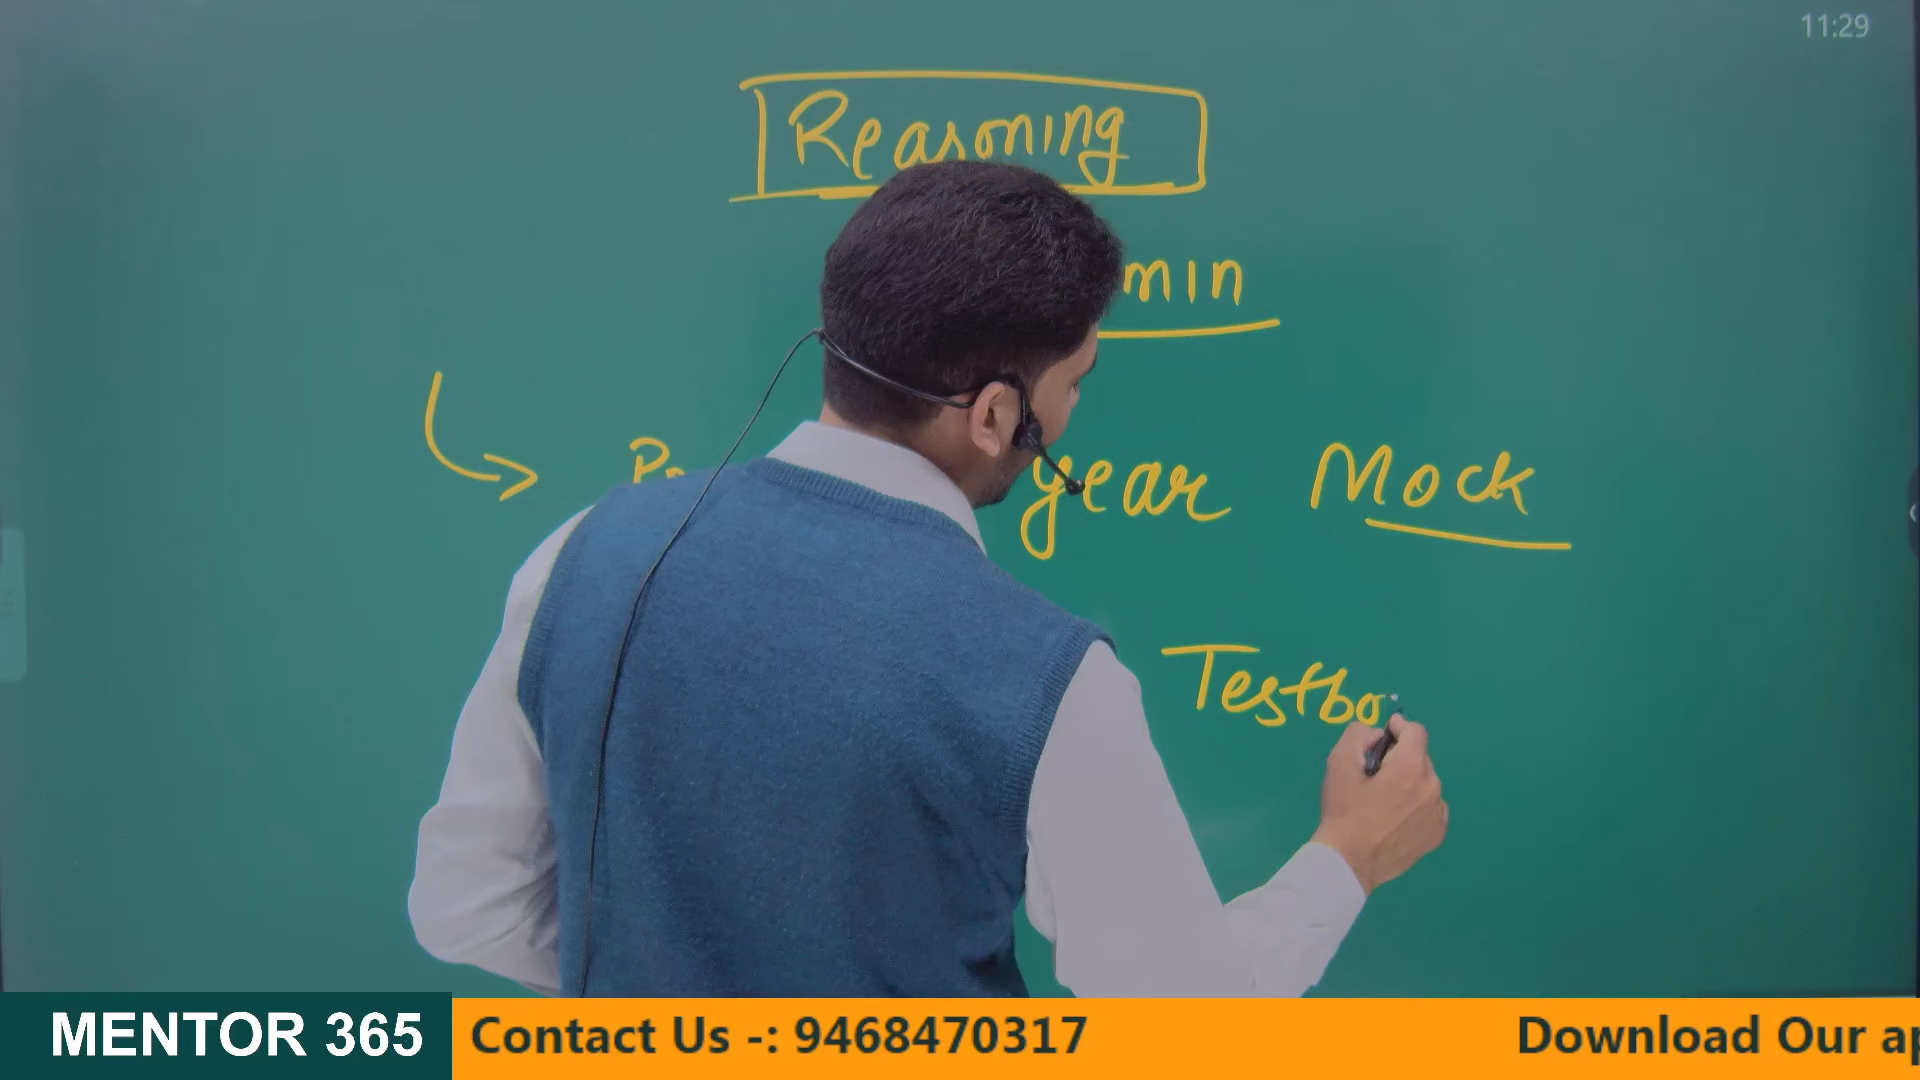 11:29
Reasoning
min
year Mock
Testbo
MENTOR 365 Contact Us -: 9468470317 Download Our ap